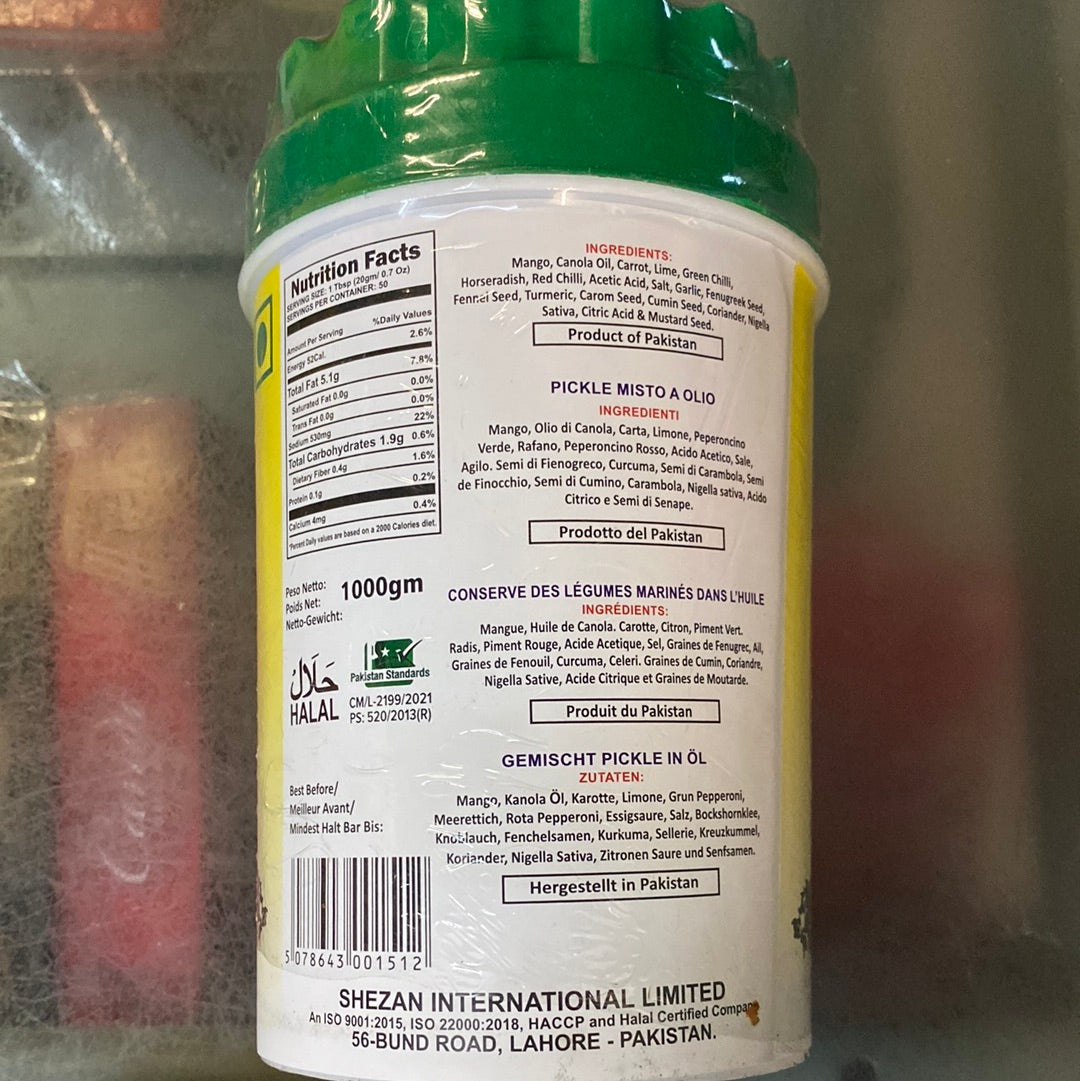 Nutrition Facts
SERVING SIZE: 1 Tbsp (20gm/ 0.7 Oz)
SERVINGS PER CONTAINER: 50
Amount Per Serving %Daily Values
Energy 52Cal. 2.6%
Total Fat 5.1g 7.8%
Saturated Fat 0.0g 0.0%
Trans Fat 0.0g 0.0%
Sodium 530mg 22%
Total Carbohydrates 1.9g 0.6%
Dietary Fiber 0.4g 1.6%
Protein 0.1g 0.2%
Calcium 4mg 0.4%
*Percent Daily values are based on a 2000 Calories diet.
Peso Netto:
Poids Net:
Netto-Gewicht:
1000gm
حَلَال
HALAL
Pakistan Standards
CM/L-2199/2021
PS: 520/2013(R)
Best Before/
Meilleur Avant/
Mindest Halt Bar Bis:
5 078643 001512
INGREDIENTS:
Mango, Canola Oil, Carrot, Lime, Green Chilli,
Horseradish, Red Chilli, Acetic Acid, Salt, Garlic, Fenugreek Seed,
Fennel Seed, Turmeric, Carom Seed, Cumin Seed, Coriander, Nigella
Sativa, Citric Acid & Mustard Seed.
Product of Pakistan
PICKLE MISTO A OLIO
INGREDIENTI
Mango, Olio di Canola, Carta, Limone, Peperoncino
Verde, Rafano, Peperoncino Rosso, Acido Acetico, Sale,
Agilo. Semi di Fienogreco, Curcuma, Semi di Carambola, Semi
de Finocchio, Semi di Cumino, Carambola, Nigella sativa, Acido
Citrico e Semi di Senape.
Prodotto del Pakistan
CONSERVE DES LÉGUMES MARINÉS DANS L'HUILE
INGRÉDIENTS:
Mangue, Huile de Canola. Carotte, Citron, Piment Vert.
Radis, Piment Rouge, Acide Acetique, Sel, Graines de Fenugrec, Ail,
Graines de Fenouil, Curcuma, Celeri. Graines de Cumin, Coriandre,
Nigella Sative, Acide Citrique et Graines de Moutarde.
Produit du Pakistan
GEMISCHT PICKLE IN ÖL
ZUTATEN:
Mango, Kanola Öl, Karotte, Limone, Grun Pepperoni,
Meerettich, Rota Pepperoni, Essigsaure, Salz, Bockshornklee,
Knoblauch, Fenchelsamen, Kurkuma, Sellerie, Kreuzkummel,
Koriander, Nigella Sativa, Zitronen Saure und Senfsamen.
Hergestellt in Pakistan
SHEZAN INTERNATIONAL LIMITED
An ISO 9001:2015, ISO 22000:2018, HACCP and Halal Certified Company
56-BUND ROAD, LAHORE - PAKISTAN.